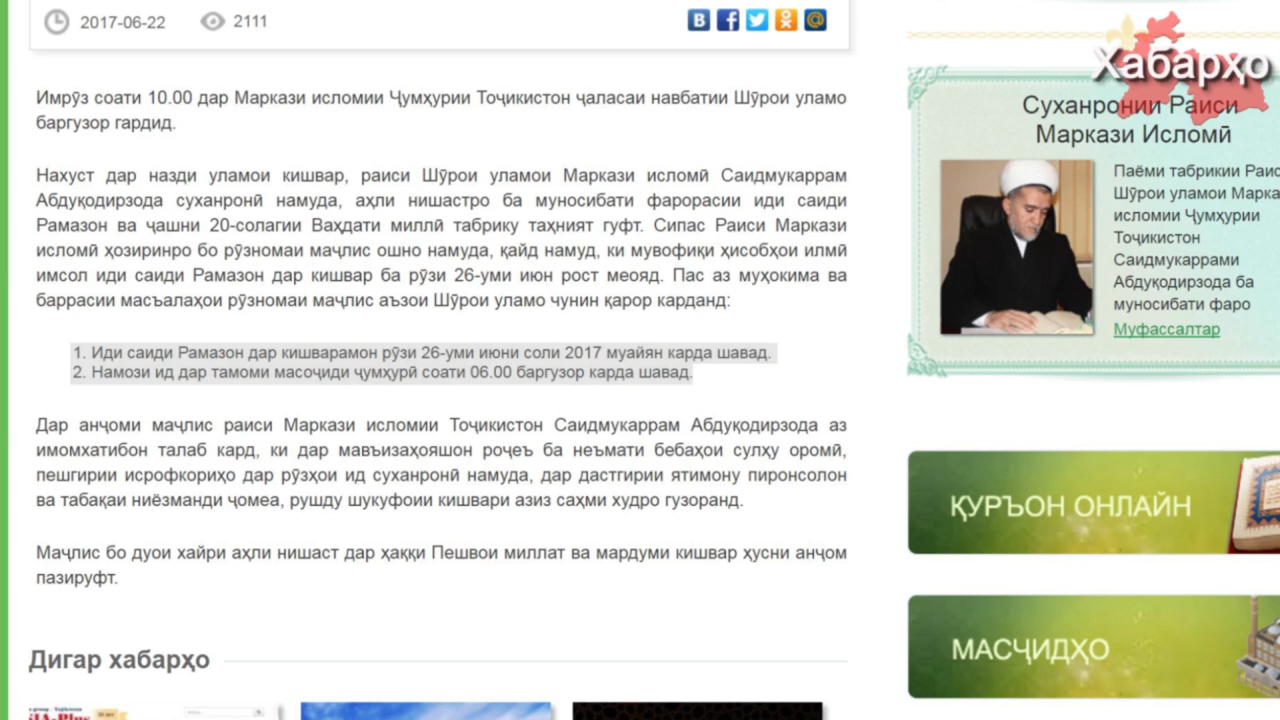 2017-06-22 2111
Имрӯз соати 10.00 дар Маркази исломии Ҷумҳурии Тоҷикистон ҷаласаи навбатии Шӯрои уламо
баргузор гардид.
Нахуст дар назди уламои кишвар, раиси Шӯрои уламои Маркази исломӣ Саидмукаррам
Абдуқодирзода суханронӣ намуда, аҳли нишастро ба муносибати фарорасии иди саиди
Рамазон ва ҷашни 20-солагии Ваҳдати миллӣ табрику таҳният гуфт. Сипас Раиси Маркази
исломӣ ҳозиринро бо рӯзномаи маҷлис ошно намуда, қайд намуд, ки мувофиқи ҳисобҳои илмӣ
имсол иди саиди Рамазон дар кишвар ба рӯзи 26-уми июн рост меояд. Пас аз муҳокима ва
баррасии масъалаҳои рӯзномаи маҷлис аъзои Шӯрои уламо чунин қарор карданд:
1. Иди саиди Рамазон дар кишварамон рӯзи 26-уми июни соли 2017 муайян карда шавад.
2. Намози ид дар тамоми масоҷиди ҷумҳурӣ соати 06.00 баргузор карда шавад.
Дар анҷоми маҷлис раиси Маркази исломии Тоҷикистон Саидмукаррам Абдуқодирзода аз
имомхатибон талаб кард, ки дар мавъизаҳояшон роҷеъ ба неъмати бебаҳои сулҳу оромӣ,
пешгирии исрофкориҳо дар рӯзҳои ид суханронӣ намуда, дар дастгирии ятимону пиронсолон
ва табақаи ниёзманди ҷомеа, рушду шукуфоии кишвари азиз саҳми худро гузоранд.
Маҷлис бо дуои хайри аҳли нишаст дар ҳаққи Пешвои миллат ва мардуми кишвар ҳусни анҷом
пазируфт.
Дигар хабарҳо
Хабарҳо
Суханронии Раиси
Маркази Исломӣ
Паёми табрикии Раис
Шӯрои уламои Марка
исломии Ҷумҳурии
Тоҷикистон
Саидмукаррами
Абдуқодирзода ба
муносибати фаро
Муфассалтар
ҚУРЪОН ОНЛАЙН
МАСҶИДҲО